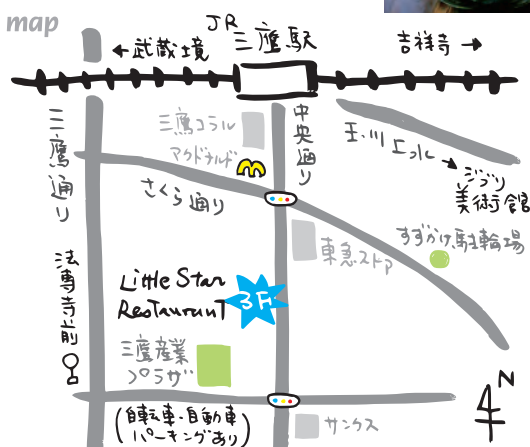 map
JR
三鷹駅
←武蔵境
吉祥寺→
三鷹通り
三鷹コラル
マクドナルド
中央通り
玉川上水
ジブリ
美術館
さくら通り
すずかけ駐輪場
東急ストア
法専寺前
Little Star
Restaurant
3F
三鷹産業
プラザ
(自転車・自動車
パーキングあり)
サンクス
N